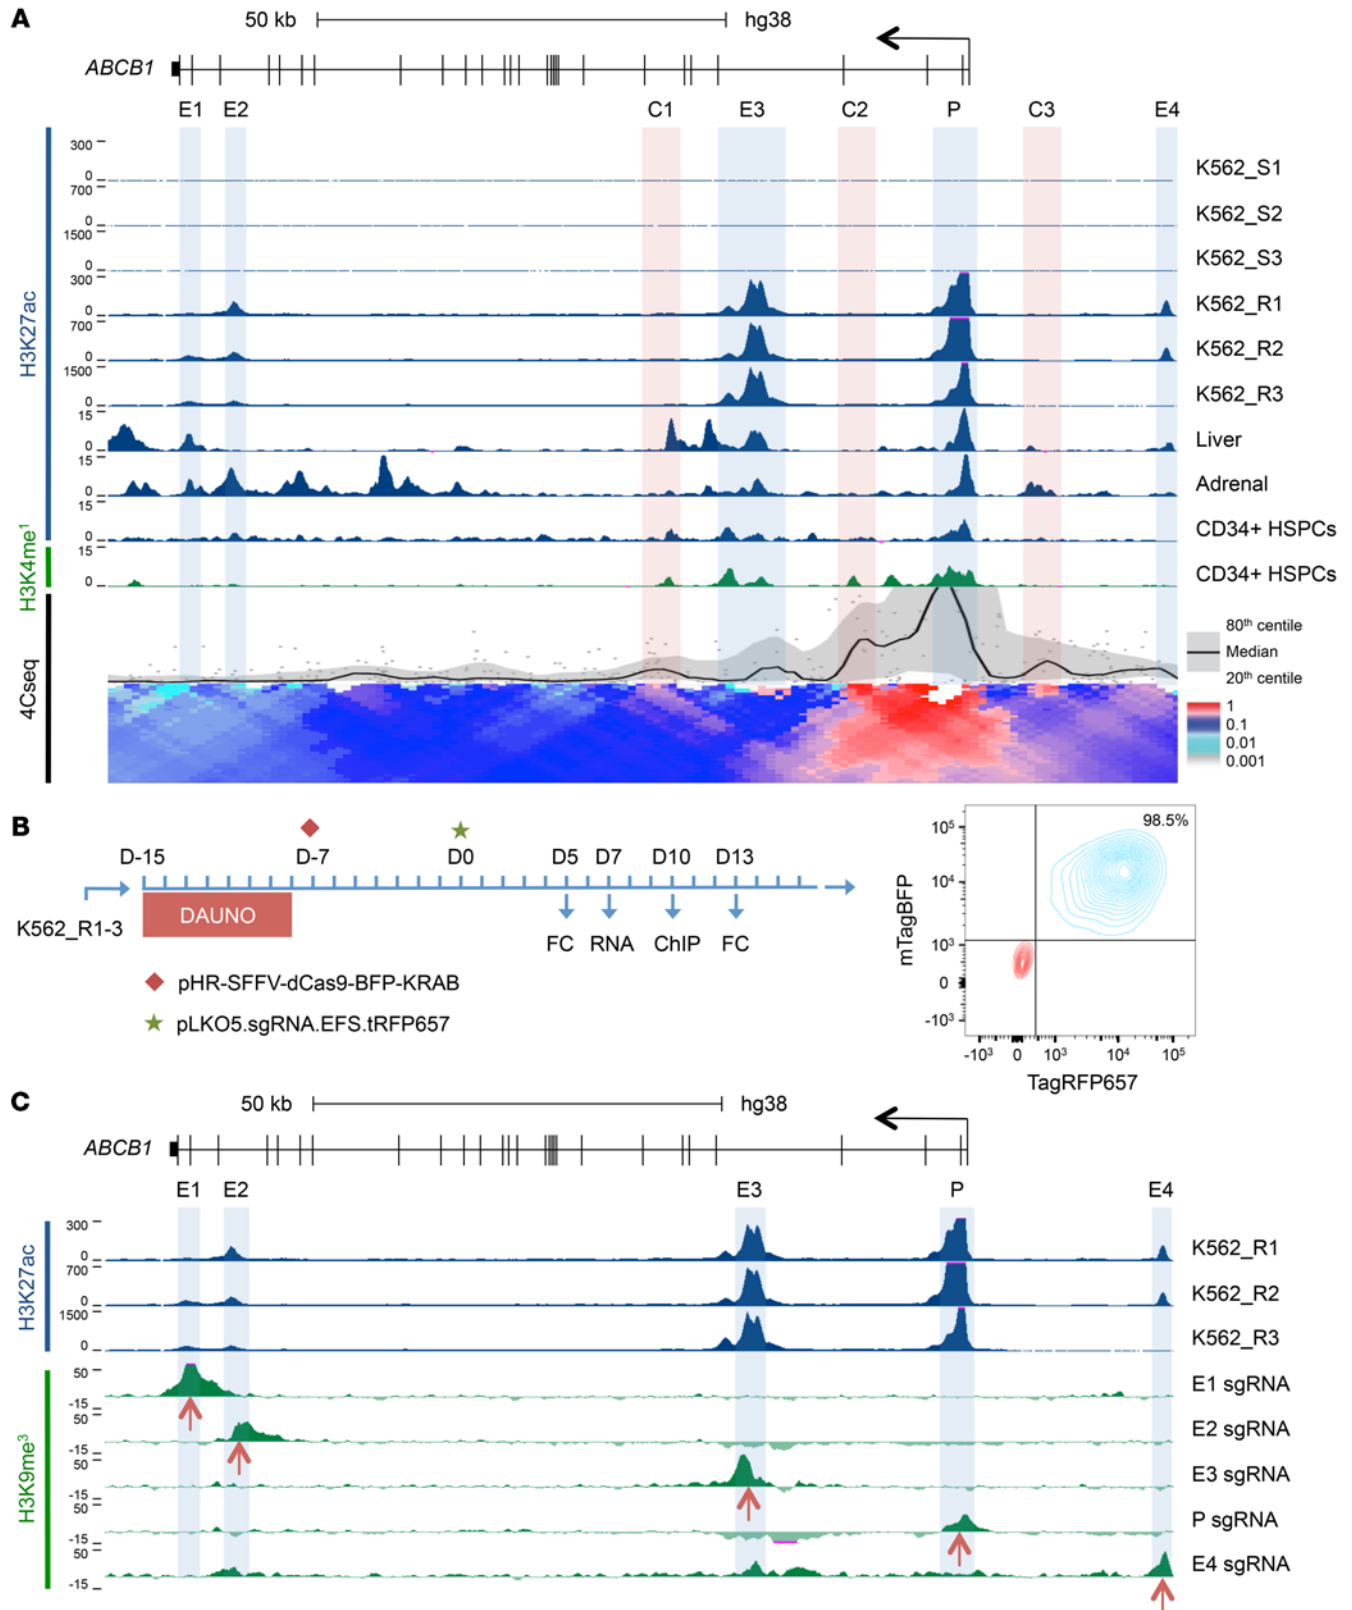 A
50 kb
hg38
ABCB1
E1 E2 C1 E3 C2 P C3 E4
H3K27ac
300
0
K562_S1
700
0
K562_S2
1500
0
K562_S3
300
0
K562_R1
700
0
K562_R2
1500
0
K562_R3
15
0
Liver
15
0
Adrenal
15
0
CD34+ HSPCs
H3K4me1
15
0
CD34+ HSPCs
4Cseq
80th centile
Median
20th centile
1
0.1
0.01
0.001
B
D-15 D-7 D0 D5 D7 D10 D13
K562_R1-3
DAUNO
FC RNA ChIP FC
pHR-SFFV-dCas9-BFP-KRAB
pLKO5.sgRNA.EFS.tRFP657
98.5%
mTagBFP
105
104
103
0
-103
-103 0 103 104 105
TagRFP657
C
50 kb
hg38
ABCB1
E1 E2 E3 P E4
H3K27ac
300
0
K562_R1
700
0
K562_R2
1500
0
K562_R3
H3K9me3
50
-15
E1 sgRNA
50
-15
E2 sgRNA
50
-15
E3 sgRNA
50
-15
P sgRNA
50
-15
E4 sgRNA